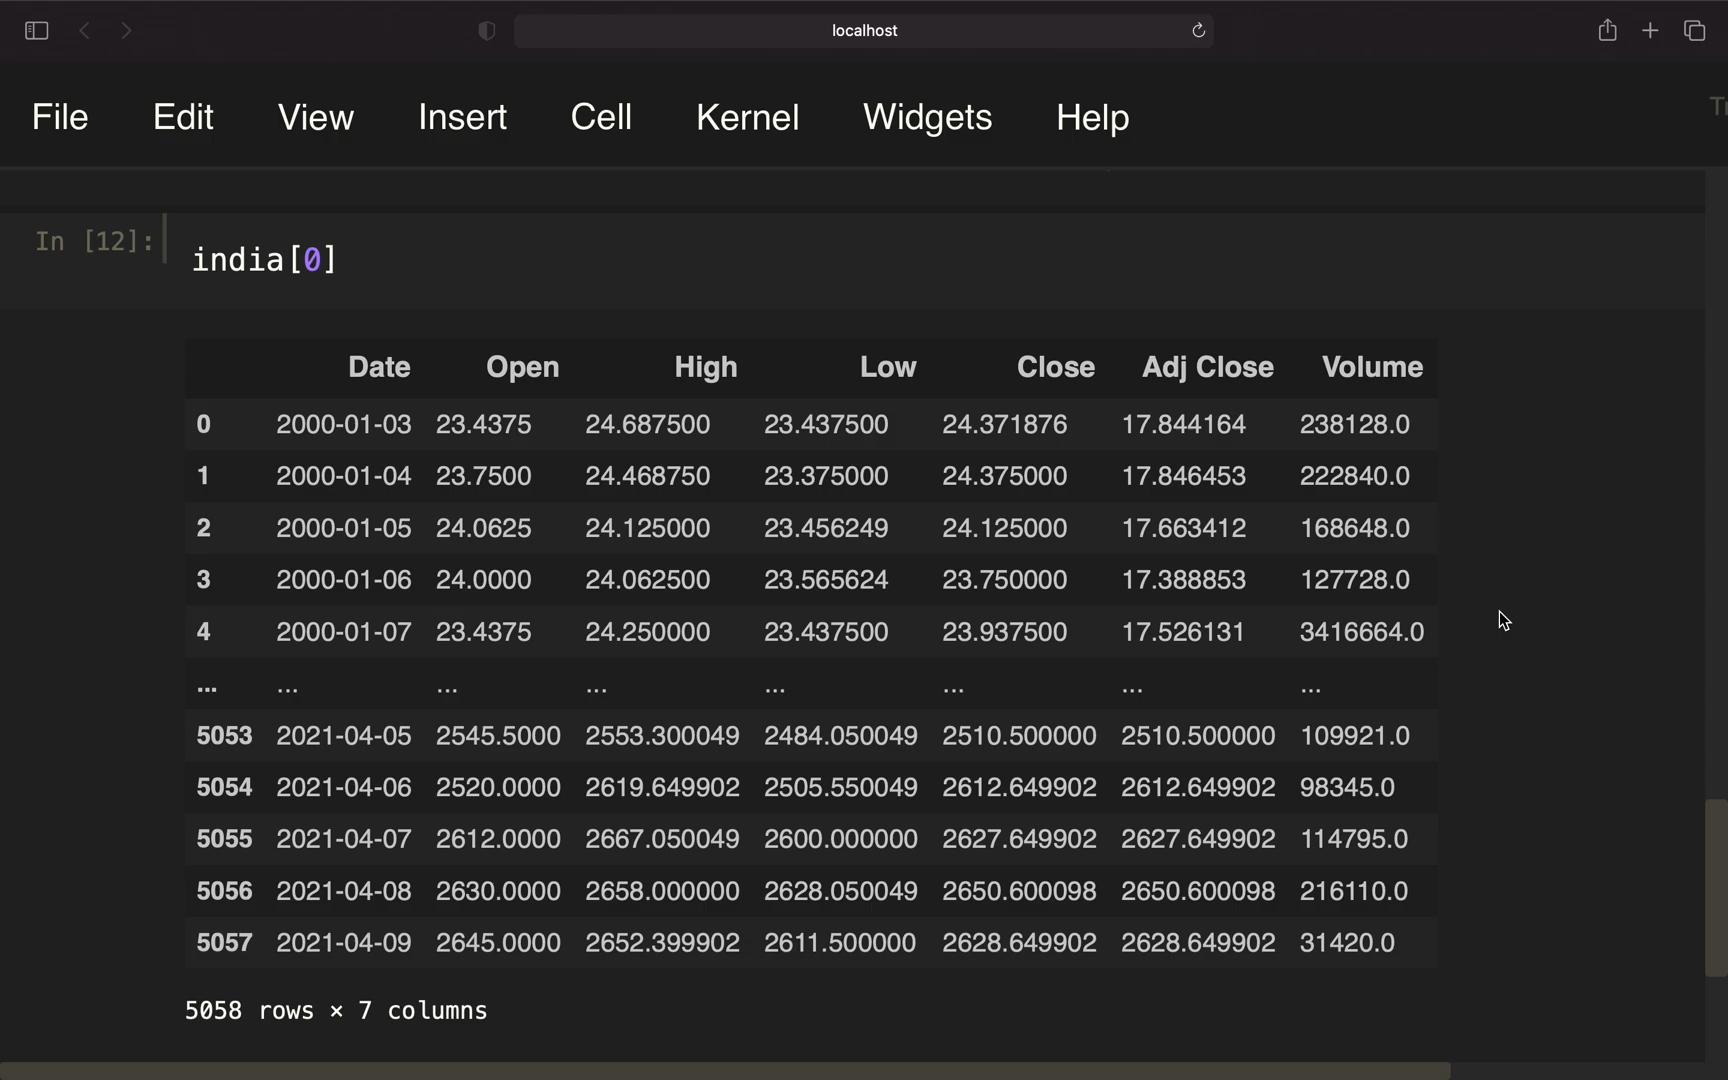 localhost
File Edit View Insert Cell Kernel Widgets Help
In [12]: india[0]
Date Open High Low Close Adj Close Volume
0 2000-01-03 23.4375 24.687500 23.437500 24.371876 17.844164 238128.0
1 2000-01-04 23.7500 24.468750 23.375000 24.375000 17.846453 222840.0
2 2000-01-05 24.0625 24.125000 23.456249 24.125000 17.663412 168648.0
3 2000-01-06 24.0000 24.062500 23.565624 23.750000 17.388853 127728.0
4 2000-01-07 23.4375 24.250000 23.437500 23.937500 17.526131 3416664.0
... ... ... ... ... ... ... ...
5053 2021-04-05 2545.5000 2553.300049 2484.050049 2510.500000 2510.500000 109921.0
5054 2021-04-06 2520.0000 2619.649902 2505.550049 2612.649902 2612.649902 98345.0
5055 2021-04-07 2612.0000 2667.050049 2600.000000 2627.649902 2627.649902 114795.0
5056 2021-04-08 2630.0000 2658.000000 2628.050049 2650.600098 2650.600098 216110.0
5057 2021-04-09 2645.0000 2652.399902 2611.500000 2628.649902 2628.649902 31420.0
5058 rows × 7 columns